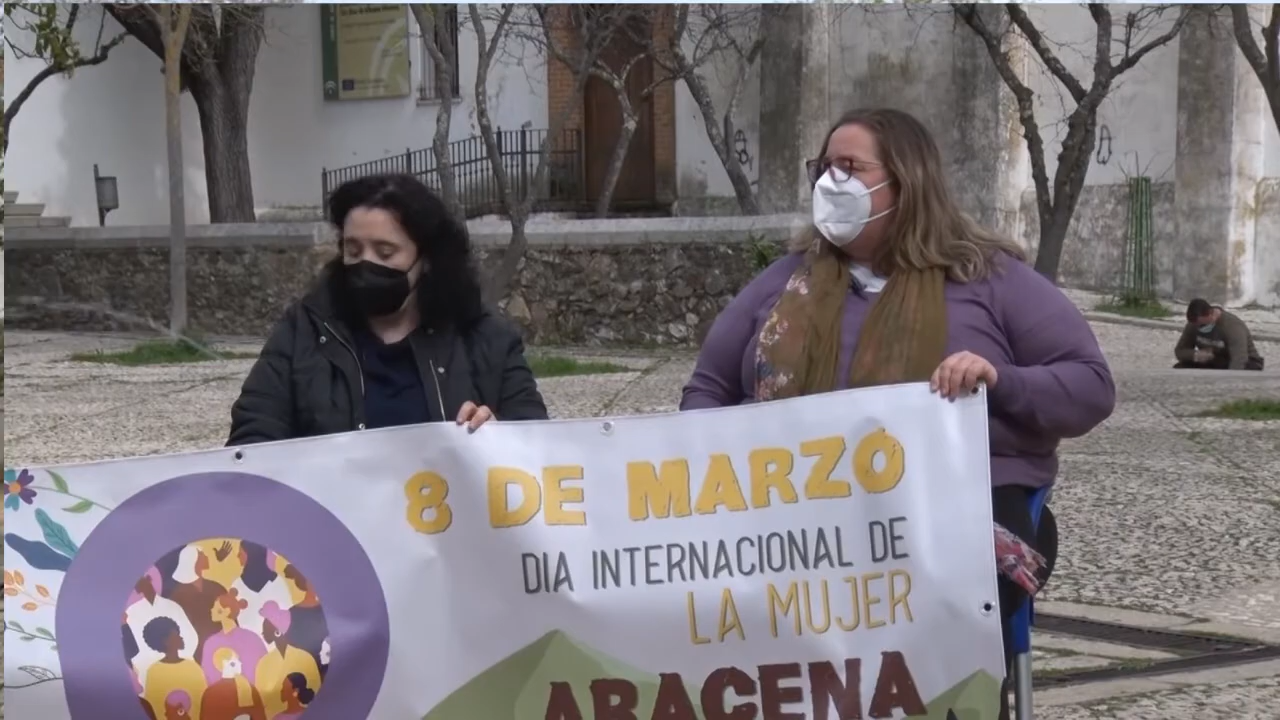 8 DE MARZO
DIA INTERNACIONAL DE
LA MUJER
ARACENA